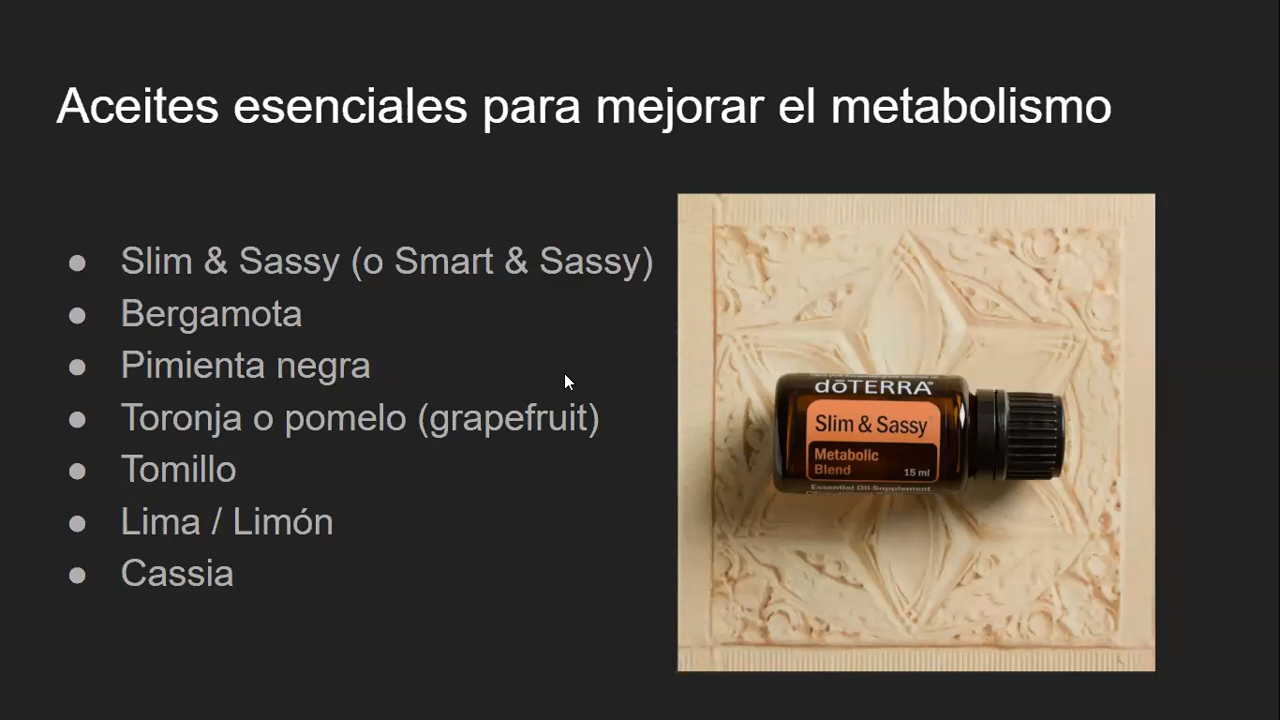 Aceites esenciales para mejorar el metabolismo
● Slim & Sassy (o Smart & Sassy)
● Bergamota
● Pimienta negra
● Toronja o pomelo (grapefruit)
● Tomillo
● Lima / Limón
● Cassia
dōTERRA
Slim & Sassy
Metabolic
Blend 15 ml
Essential Oil Supplement